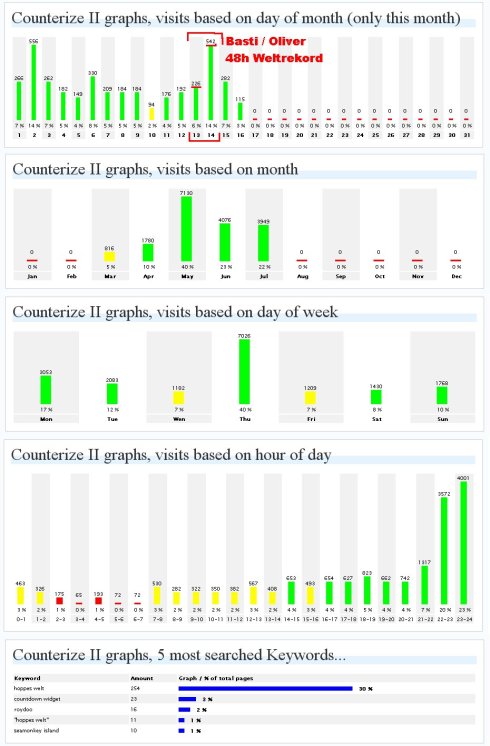 Counterize II graphs, visits based on day of month (only this month)
Basti / Oliver
48h Weltrekord
266 556 262 182 149 330 209 184 184 94 176 192 226 542 282 115 0 0 0 0 0 0 0 0 0 0 0 0 0 0 0
7 % 14 % 7 % 5 % 4 % 8 % 5 % 5 % 5 % 2 % 4 % 5 % 6 % 14 % 7 % 3 % 0 % 0 % 0 % 0 % 0 % 0 % 0 % 0 % 0 % 0 % 0 % 0 % 0 % 0 % 0 %
1 2 3 4 5 6 7 8 9 10 11 12 13 14 15 16 17 18 19 20 21 22 23 24 25 26 27 28 29 30 31
Counterize II graphs, visits based on month
0 0 816 1780 7130 4076 3949 0 0 0 0 0
0 % 0 % 5 % 10 % 40 % 23 % 22 % 0 % 0 % 0 % 0 % 0 %
Jan Feb Mar Apr May Jun Jul Aug Sep Oct Nov Dec
Counterize II graphs, visits based on day of week
3053 2083 1102 7026 1209 1430 1768
17 % 12 % 7 % 40 % 7 % 8 % 10 %
Mon Tue Wen Thu Fri Sat Sun
Counterize II graphs, visits based on hour of day
463 326 175 65 193 72 72 530 282 322 350 382 567 408 653 493 654 627 823 662 742 1317 3572 4001
3 % 2 % 1 % 0 % 1 % 0 % 0 % 3 % 2 % 2 % 2 % 2 % 3 % 2 % 4 % 3 % 4 % 4 % 5 % 4 % 4 % 7 % 20 % 23 %
0-1 1-2 2-3 3-4 4-5 5-6 6-7 7-8 8-9 9-10 10-11 11-12 12-13 13-14 14-15 15-16 16-17 17-18 18-19 19-20 20-21 21-22 22-23 23-24
Counterize II graphs, 5 most searched Keywords...
Keyword Amount Graph / % of total pages
hoppes welt 254 30 %
countdown widget 23 3 %
roydoo 16 2 %
"hoppes welt" 11 1 %
seamonkey island 10 1 %